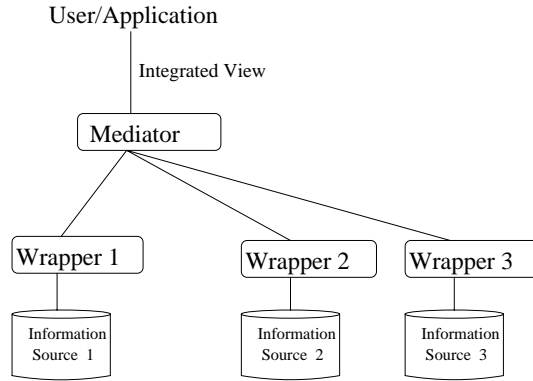 User/Application
Integrated View
Mediator
Wrapper 1
Wrapper 2
Wrapper 3
Information
Source 1
Information
Source 2
Information
Source 3